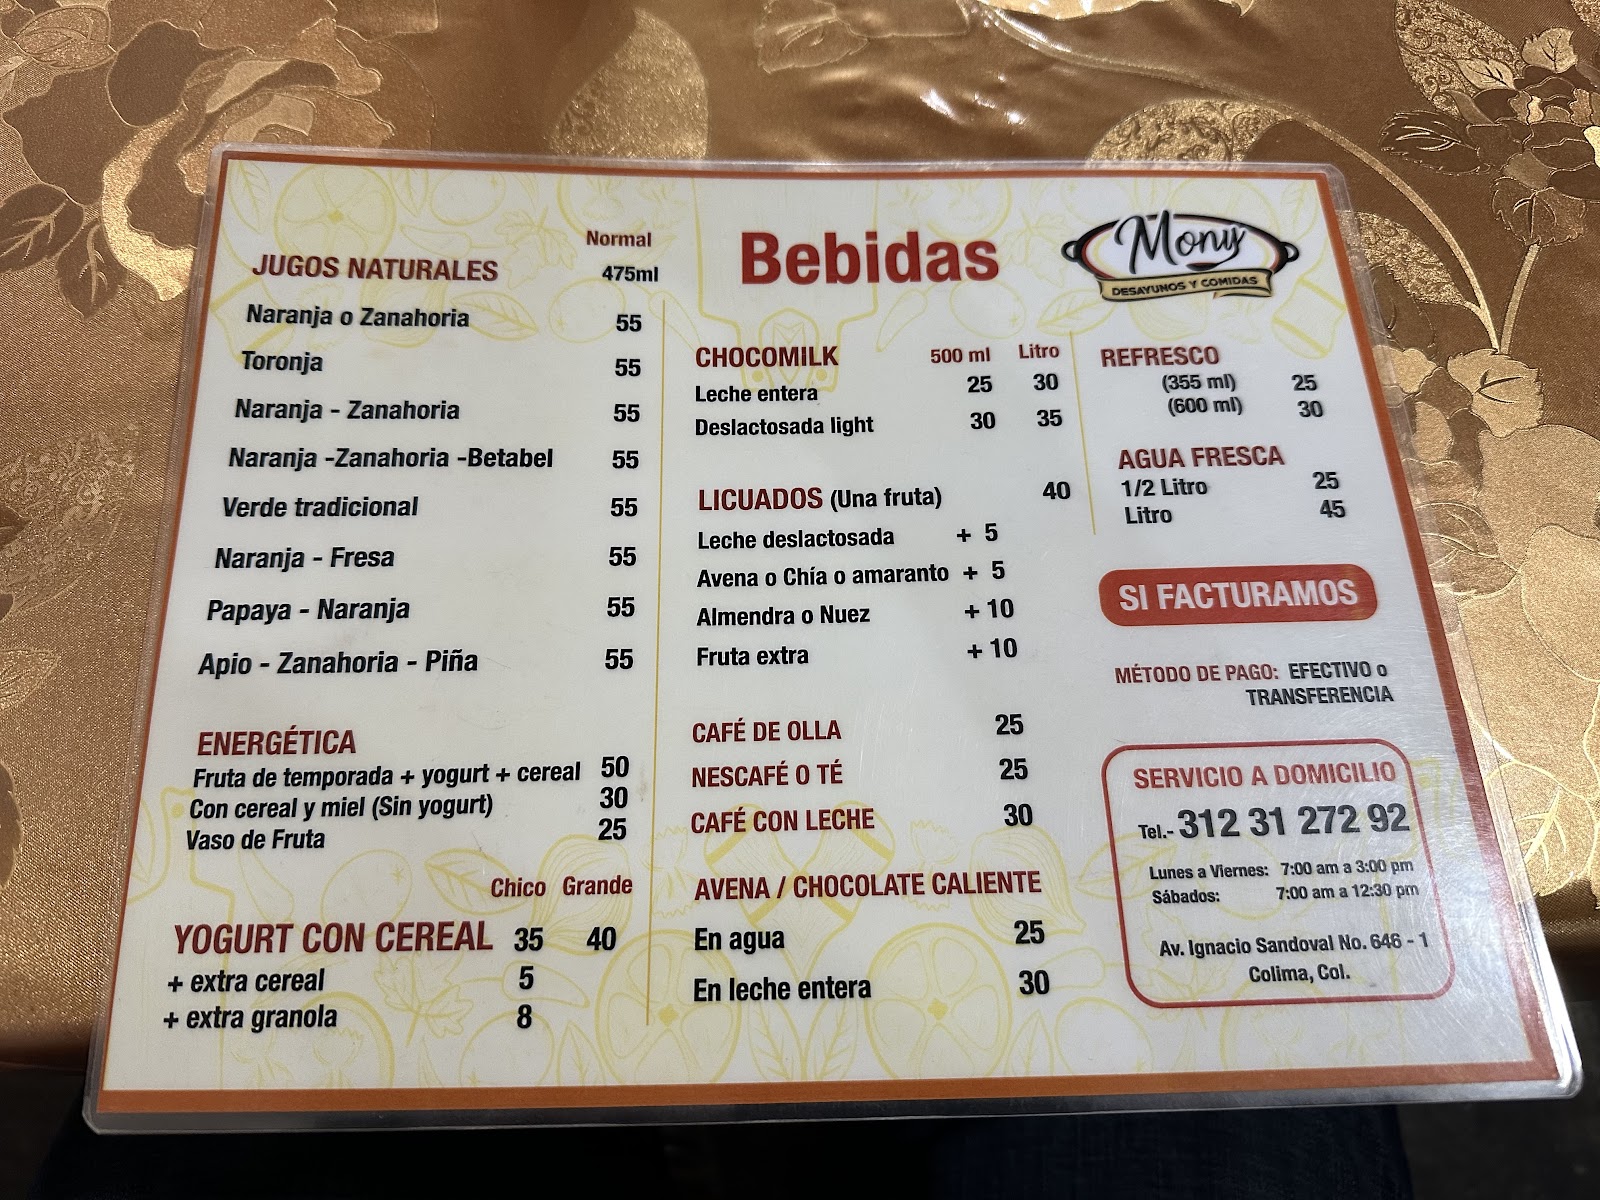 Bebidas
Mony
DESAYUNOS Y COMIDAS
Normal
JUGOS NATURALES 475ml
Naranja o Zanahoria 55
Toronja 55
Naranja - Zanahoria 55
Naranja -Zanahoria -Betabel 55
Verde tradicional 55
Naranja - Fresa 55
Papaya - Naranja 55
Apio - Zanahoria - Piña 55
ENERGÉTICA
Fruta de temporada + yogurt + cereal 50
Con cereal y miel (Sin yogurt) 30
Vaso de Fruta 25
Chico Grande
YOGURT CON CEREAL 35 40
+ extra cereal 5
+ extra granola 8
CHOCOMILK 500 ml Litro
Leche entera 25 30
Deslactosada light 30 35
LICUADOS (Una fruta) 40
Leche deslactosada + 5
Avena o Chía o amaranto + 5
Almendra o Nuez + 10
Fruta extra + 10
CAFÉ DE OLLA 25
NESCAFÉ O TÉ 25
CAFÉ CON LECHE 30
AVENA / CHOCOLATE CALIENTE
En agua 25
En leche entera 30
REFRESCO
(355 ml) 25
(600 ml) 30
AGUA FRESCA
1/2 Litro 25
Litro 45
SI FACTURAMOS
MÉTODO DE PAGO: EFECTIVO o
TRANSFERENCIA
SERVICIO A DOMICILIO
Tel.- 312 31 272 92
Lunes a Viernes: 7:00 am a 3:00 pm
Sábados: 7:00 am a 12:30 pm
Av. Ignacio Sandoval No. 646 - 1
Colima, Col.